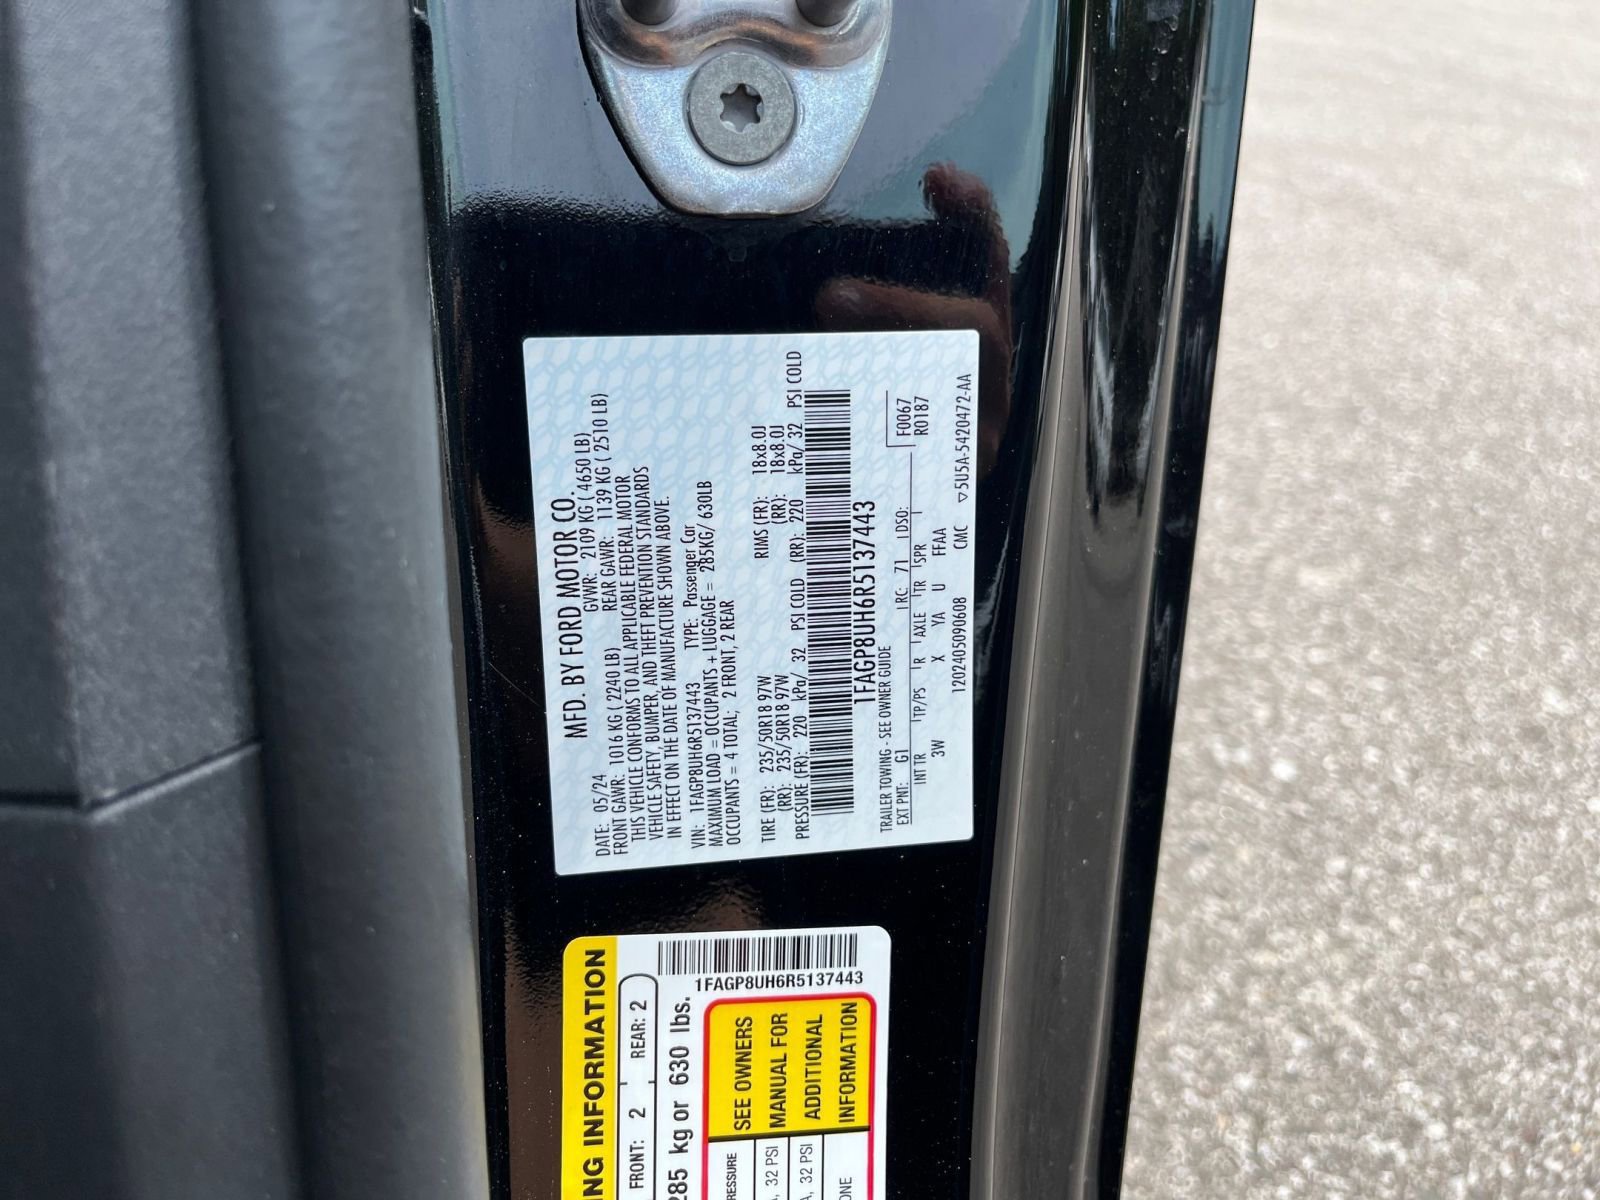 MFD. BY FORD MOTOR CO.
DATE: 05/24 GVWR: 2109 KG ( 4650 LB)
FRONT GAWR: 1016 KG ( 2240 LB) REAR GAWR: 1139 KG ( 2510 LB)
THIS VEHICLE CONFORMS TO ALL APPLICABLE FEDERAL MOTOR
VEHICLE SAFETY, BUMPER, AND THEFT PREVENTION STANDARDS
IN EFFECT ON THE DATE OF MANUFACTURE SHOWN ABOVE.
VIN: 1FAGP8UH6R5137443 TYPE: Passenger Car
MAXIMUM LOAD = OCCUPANTS + LUGGAGE = 285KG/ 630LB
OCCUPANTS = 4 TOTAL; 2 FRONT, 2 REAR
TIRE (FR): 235/50R18 97W RIMS (FR): 18x8.0J
(RR): 235/50R18 97W (RR): 18x8.0J
PRESSURE (FR): 220 kPa/ 32 PSI COLD (RR): 220 kPa/ 32 PSI COLD
1FAGP8UH6R5137443
TRAILER TOWING - SEE OWNER GUIDE F0067
EXT PNT: G1 RC: 71 DSO: R0187
INT TR TP/PS R AXLE TR SPR
3W X YA U FFAA
120240509060​8 CMC ▽5U5A-5420472-AA
NG INFORMATION
FRONT: 2 REAR: 2
285 kg or 630 lbs.
1FAGP8UH6R5137443
SEE OWNERS
MANUAL FOR
ADDITIONAL
INFORMATION
32 PSI
32 PSI